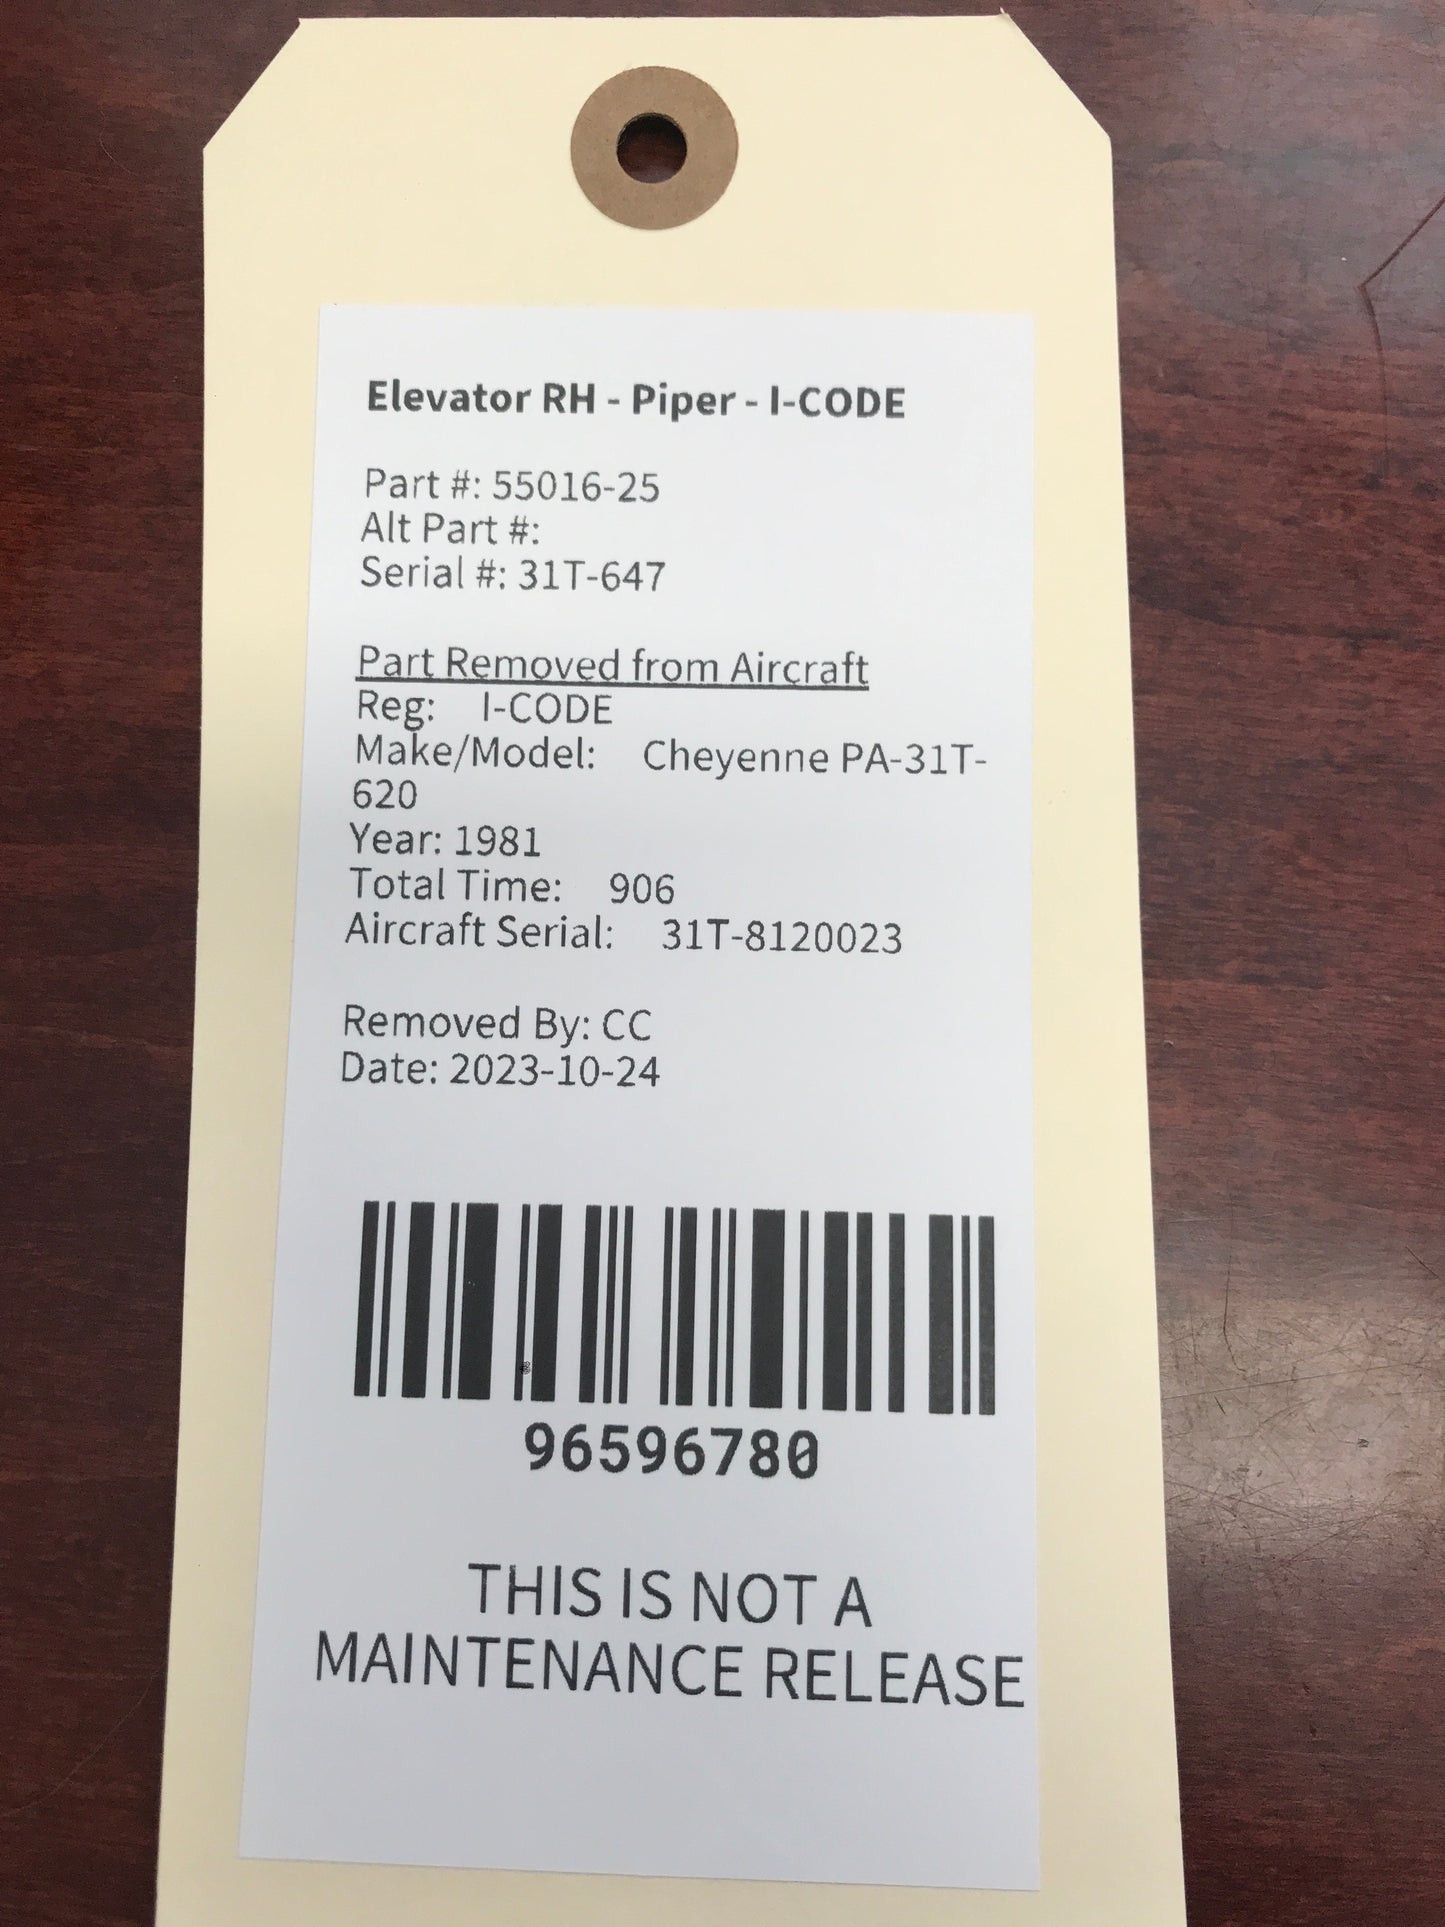 Elevator RH - Piper - I-CODE
Part #: 55016-25
Alt Part #:
Serial #: 31T-647
Part Removed from Aircraft
Reg: I-CODE
Make/Model: Cheyenne PA-31T-
620
Year: 1981
Total Time: 906
Aircraft Serial: 31T-8120023
Removed By: CC
Date: 2023-10-24
96596780
THIS IS NOT A
MAINTENANCE RELEASE